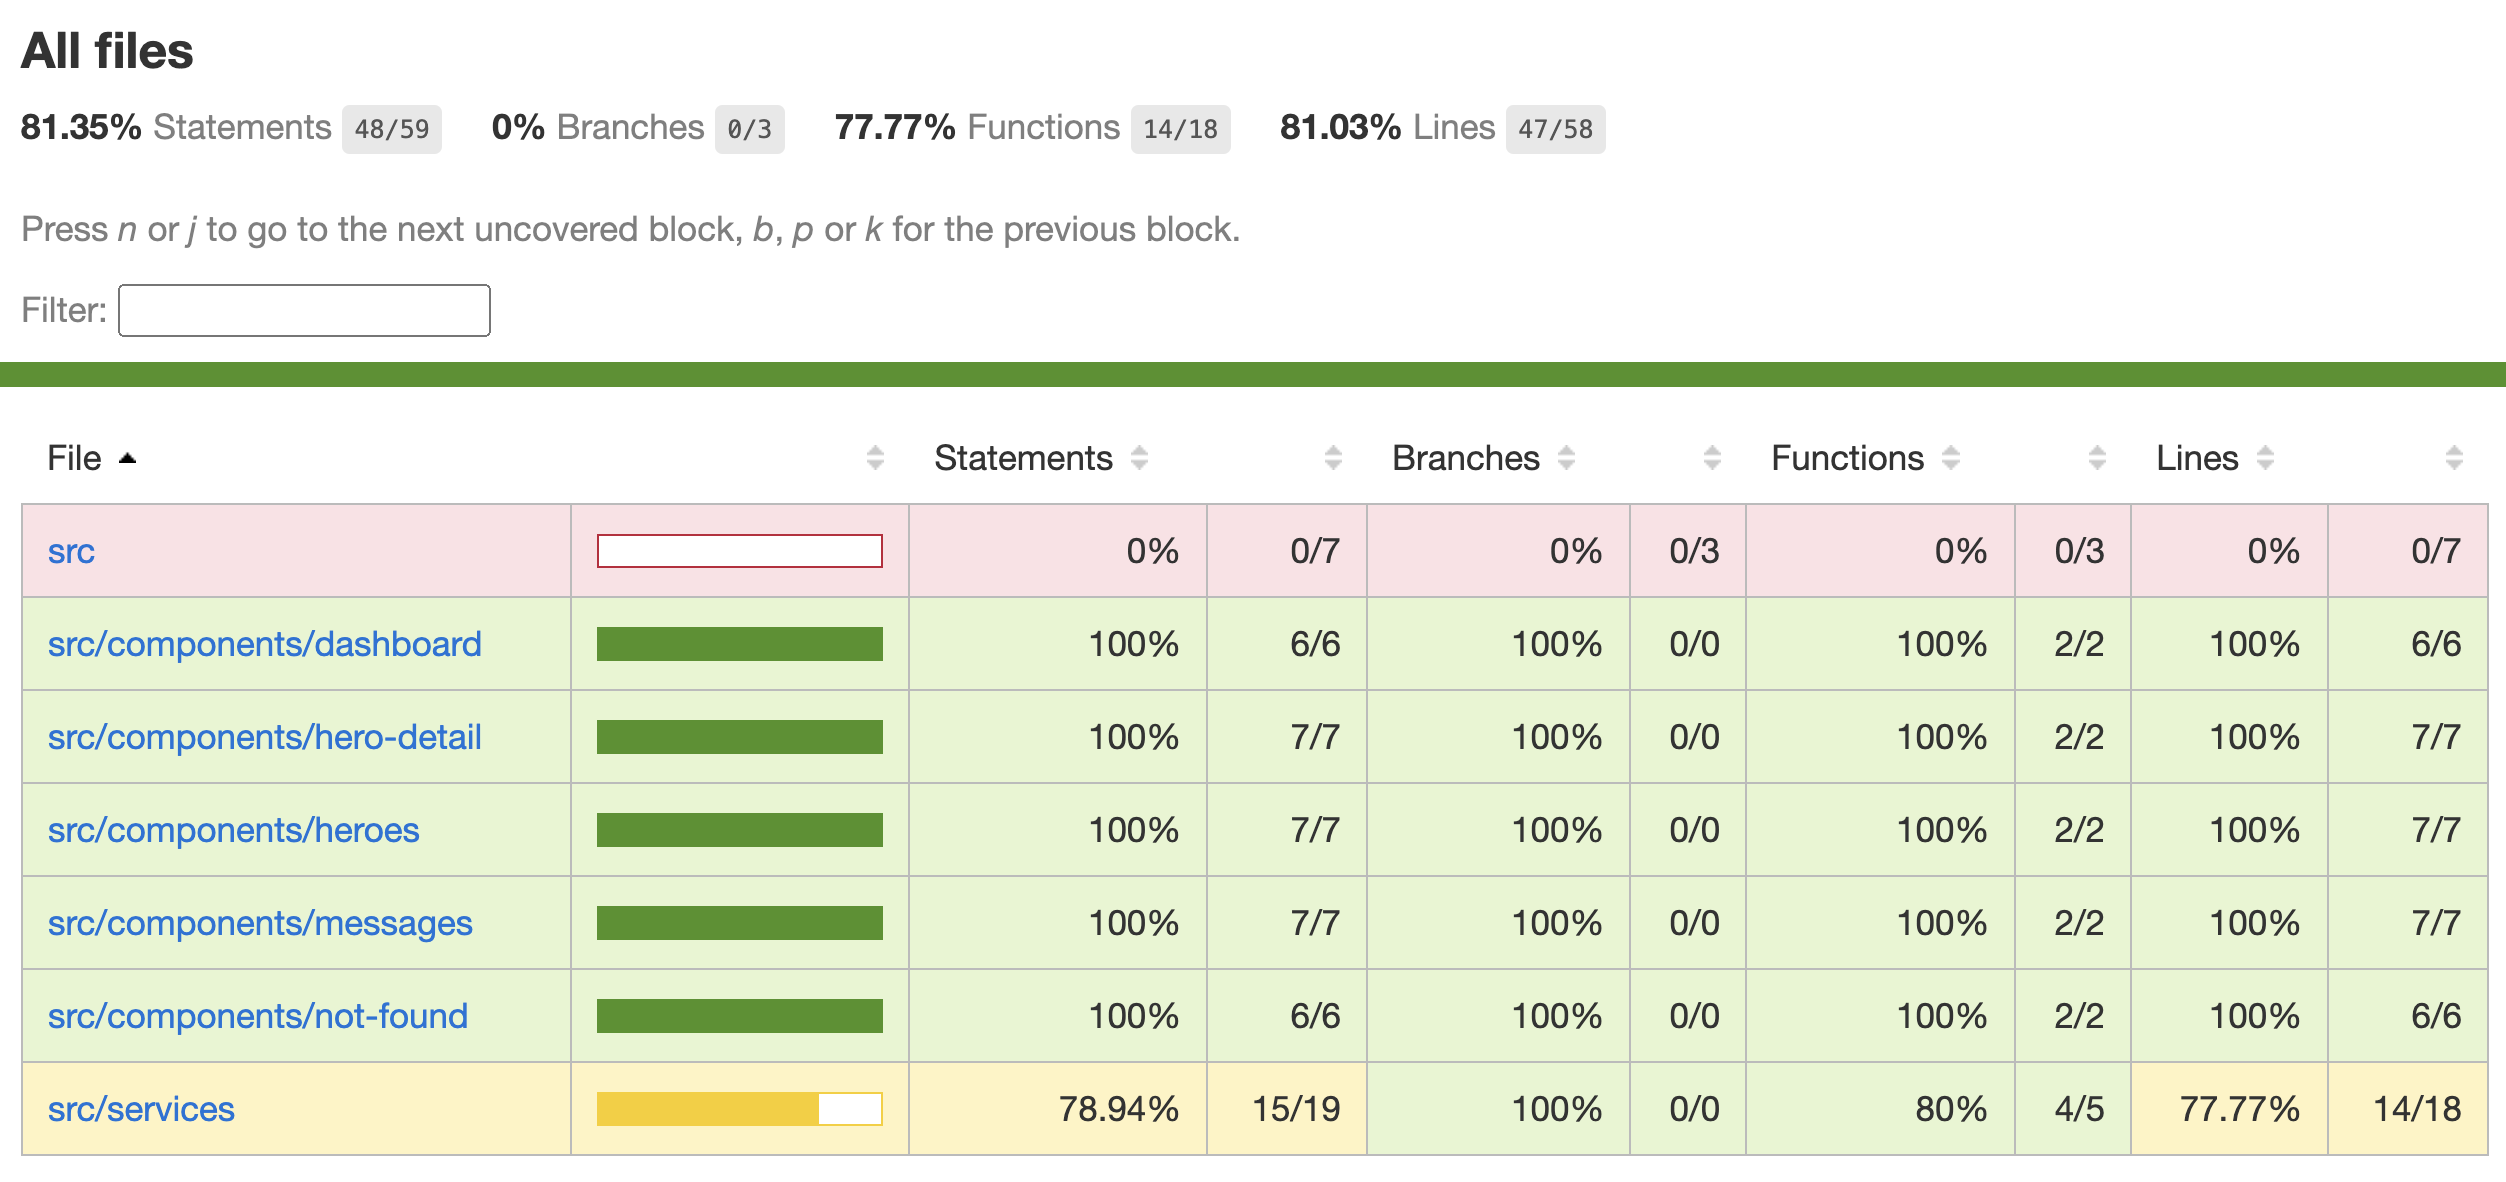 All files
81.35% Statements 48/59 0% Branches 0/3 77.77% Functions 14/18 81.03% Lines 47/58
Press n or j to go to the next uncovered block, b, p or k for the previous block.
Filter:
File Statements Branches Functions Lines
src 0% 0/7 0% 0/3 0% 0/3 0% 0/7
src/components/dashboard 100% 6/6 100% 0/0 100% 2/2 100% 6/6
src/components/hero-detail 100% 7/7 100% 0/0 100% 2/2 100% 7/7
src/components/heroes 100% 7/7 100% 0/0 100% 2/2 100% 7/7
src/components/messages 100% 7/7 100% 0/0 100% 2/2 100% 7/7
src/components/not-found 100% 6/6 100% 0/0 100% 2/2 100% 6/6
src/services 78.94% 15/19 100% 0/0 80% 4/5 77.77% 14/18